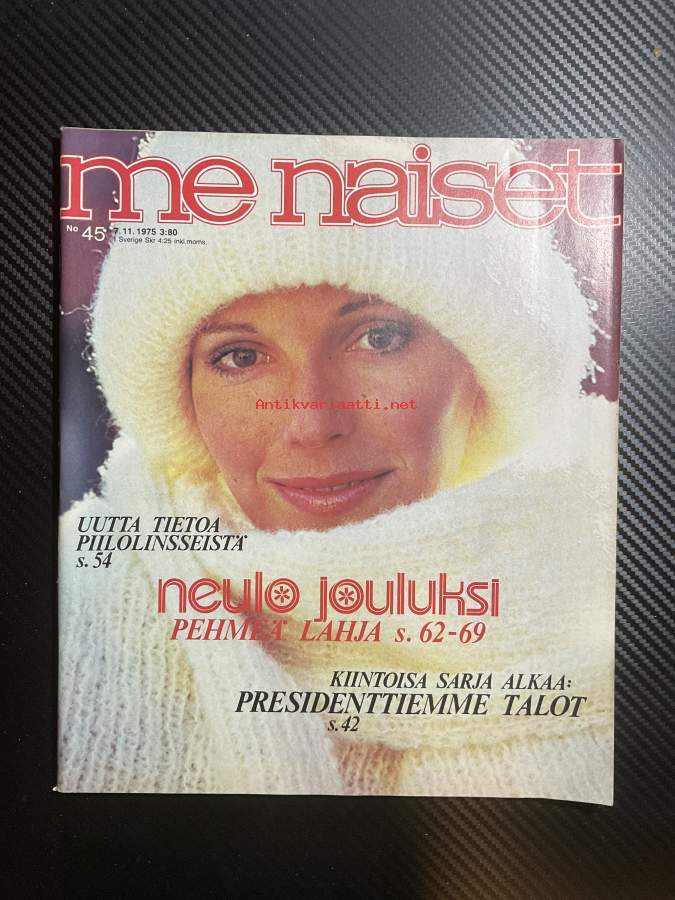 me naiset
No 45 7.11.1975 3:80
I Sverige Skr 4:25 inkl.moms.
Antikvariaatti.net
UUTTA TIETOA
PIILOLINSSEISTÄ
s.54
neulo jouluksi
PEHMEÄ LAHJA s. 62-69
KIINTOISA SARJA ALKAA:
PRESIDENTTIEMME TALOT
s.42